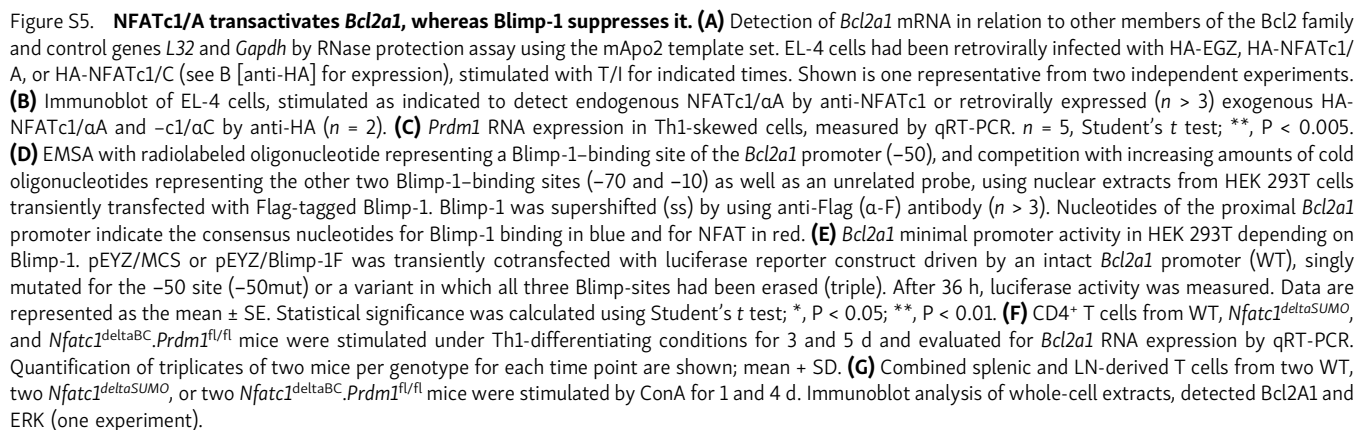 Figure S5. NFATc1/A transactivates Bcl2a1, whereas Blimp-1 suppresses it. (A) Detection of Bcl2a1 mRNA in relation to other members of the Bcl2 family
and control genes L32 and Gapdh by RNase protection assay using the mApo2 template set. EL-4 cells had been retrovirally infected with HA-EGZ, HA-NFATc1/
A, or HA-NFATc1/C (see B [anti-HA] for expression), stimulated with T/I for indicated times. Shown is one representative from two independent experiments.
(B) Immunoblot of EL-4 cells, stimulated as indicated to detect endogenous NFATc1/αA by anti-NFATc1 or retrovirally expressed (n > 3) exogenous HA-
NFATc1/αA and –c1/αC by anti-HA (n = 2). (C) Prdm1 RNA expression in Th1-skewed cells, measured by qRT-PCR. n = 5, Student's t test; **, P < 0.005.
(D) EMSA with radiolabeled oligonucleotide representing a Blimp-1–binding site of the Bcl2a1 promoter (−50), and competition with increasing amounts of cold
oligonucleotides representing the other two Blimp-1–binding sites (−70 and −10) as well as an unrelated probe, using nuclear extracts from HEK 293T cells
transiently transfected with Flag-tagged Blimp-1. Blimp-1 was supershifted (ss) by using anti-Flag (α-F) antibody (n > 3). Nucleotides of the proximal Bcl2a1
promoter indicate the consensus nucleotides for Blimp-1 binding in blue and for NFAT in red. (E) Bcl2a1 minimal promoter activity in HEK 293T depending on
Blimp-1. pEYZ/MCS or pEYZ/Blimp-1F was transiently cotransfected with luciferase reporter construct driven by an intact Bcl2a1 promoter (WT), singly
mutated for the −50 site (−50mut) or a variant in which all three Blimp-sites had been erased (triple). After 36 h, luciferase activity was measured. Data are
represented as the mean ± SE. Statistical significance was calculated using Student's t test; *, P < 0.05; **, P < 0.01. (F) CD4⁺ T cells from WT, Nfatc1deltaSUMO,
and Nfatc1deltaBC.Prdm1fl/fl mice were stimulated under Th1-differentiating conditions for 3 and 5 d and evaluated for Bcl2a1 RNA expression by qRT-PCR.
Quantification of triplicates of two mice per genotype for each time point are shown; mean + SD. (G) Combined splenic and LN-derived T cells from two WT,
two Nfatc1deltaSUMO, or two Nfatc1deltaBC.Prdm1fl/fl mice were stimulated by ConA for 1 and 4 d. Immunoblot analysis of whole-cell extracts, detected Bcl2A1 and
ERK (one experiment).